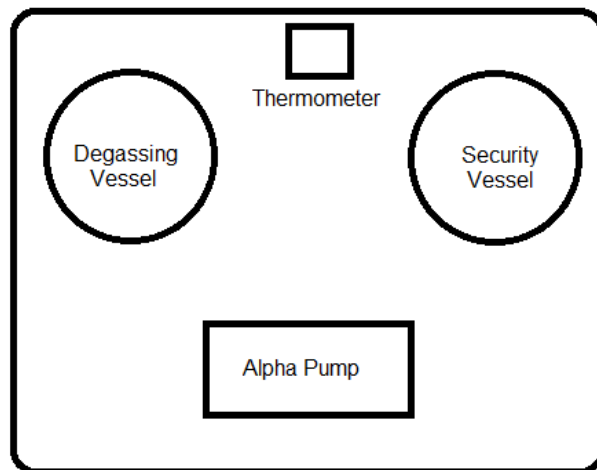 Thermometer
Degassing
Vessel
Security
Vessel
Alpha Pump